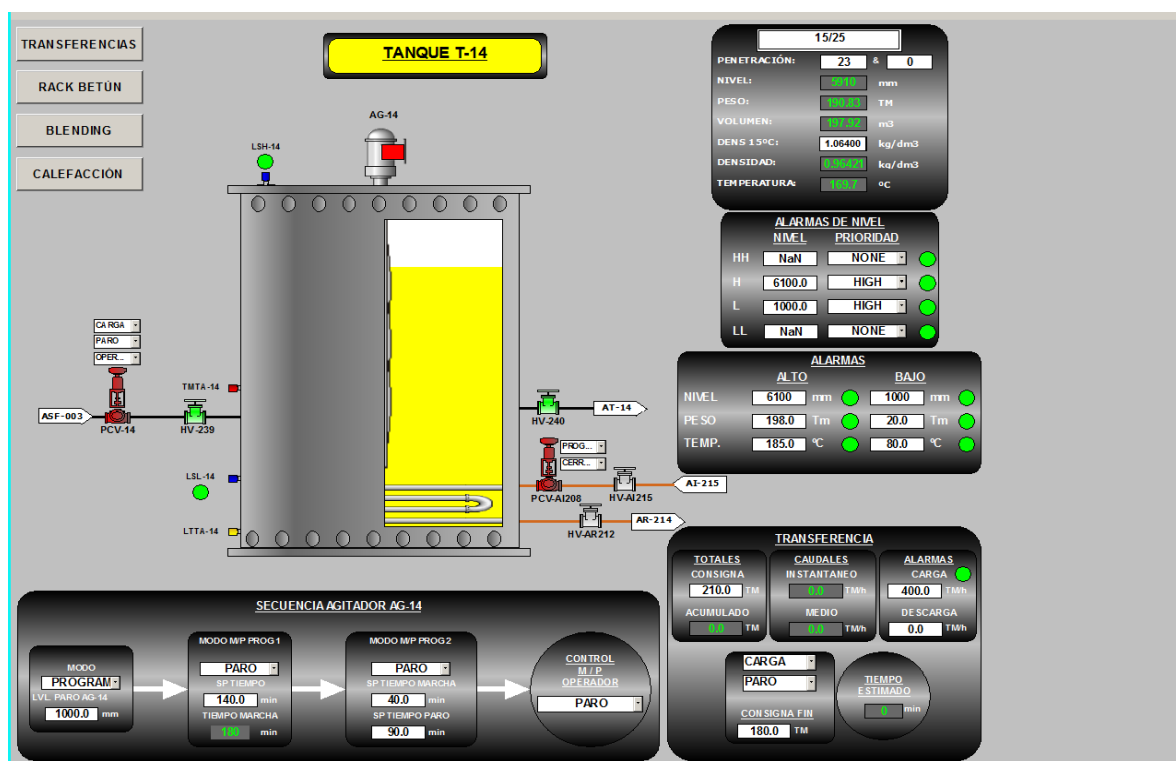 TRANSFERENCIAS
RACK BETÚN
BLENDING
CALEFACCIÓN
TANQUE T-14
AG-14
LSH-14
15/25
PENETRACIÓN: 23 & 0
NIVEL: 5910 mm
PESO: 190.83 TM
VOLUMEN: 197.92 m3
DENS 15ºC: 1.06400 kg/dm3
DENSIDAD: 0.96421 kg/dm3
TEMPERATURA: 169.7 ºC
ALARMAS DE NIVEL
NIVEL PRIORIDAD
HH NaN NONE
H 6100.0 HIGH
L 1000.0 HIGH
LL NaN NONE
CARGA
PARO
OPER...
TMTA-14
ASF-003
PCV-14
HV-239
LSL-14
LTTA-14
HV-240
AT-14
PROG...
CERR...
PCV-AI208
HV-AI215
AI-215
HV-AR212
AR-214
ALARMAS
ALTO BAJO
NIVEL 6100 mm 1000 mm
PESO 198.0 Tm 20.0 Tm
TEMP. 185.0 ºC 80.0 ºC
TRANSFERENCIA
TOTALES
CONSIGNA
210.0 TM
ACUMULADO
0.0 TM
CAUDALES
INSTANTANEO
0.0 TM/h
MEDIO
0.0 TM/h
ALARMAS
CARGA
400.0 TM/h
DESCARGA
0.0 TM/h
CARGA
PARO
CONSIGNA FIN
180.0 TM
TIEMPO
ESTIMADO
0 min
SECUENCIA AGITADOR AG-14
MODO
PROGRAM
LVL. PARO AG-14
1000.0 mm
MODO M/P PROG1
PARO
SP TIEMPO
140.0 min
TIEMPO MARCHA
180 min
MODO M/P PROG2
PARO
SP TIEMPO MARCHA
40.0 min
SP TIEMPO PARO
90.0 min
CONTROL
M / P
OPERADOR
PARO